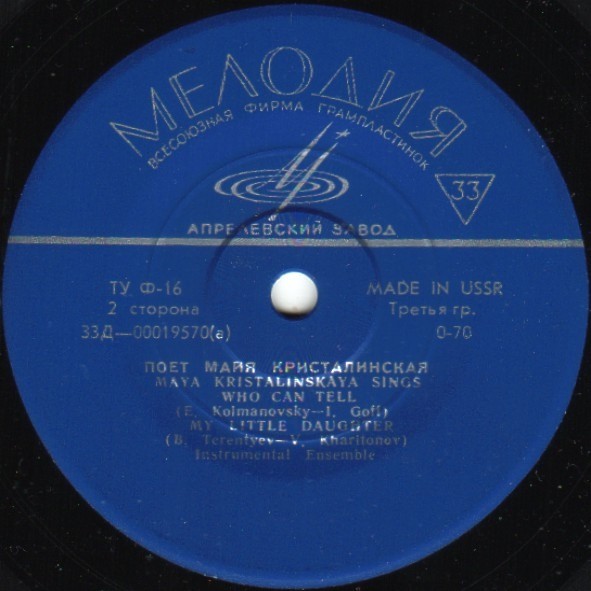 МЕЛОДИЯ
ВСЕСОЮЗНАЯ ФИРМА ГРАМПЛАСТИНОК
33
АПРЕЛЕВСКИЙ ЗАВОД
ТУ Ф-16 MADE IN USSR
2 сторона Третья гр.
33Д—00019570(а) 0-70
ПОЕТ МАЙЯ КРИСТАЛИНСКАЯ
MAYA KRISTALINSKAYA SINGS
WHO CAN TELL
(E. Kolmanovsky—I. Goff)
MY LITTLE DAUGHTER
(B. Terentyev—V. Kharitonov)
Instrumental Ensemble